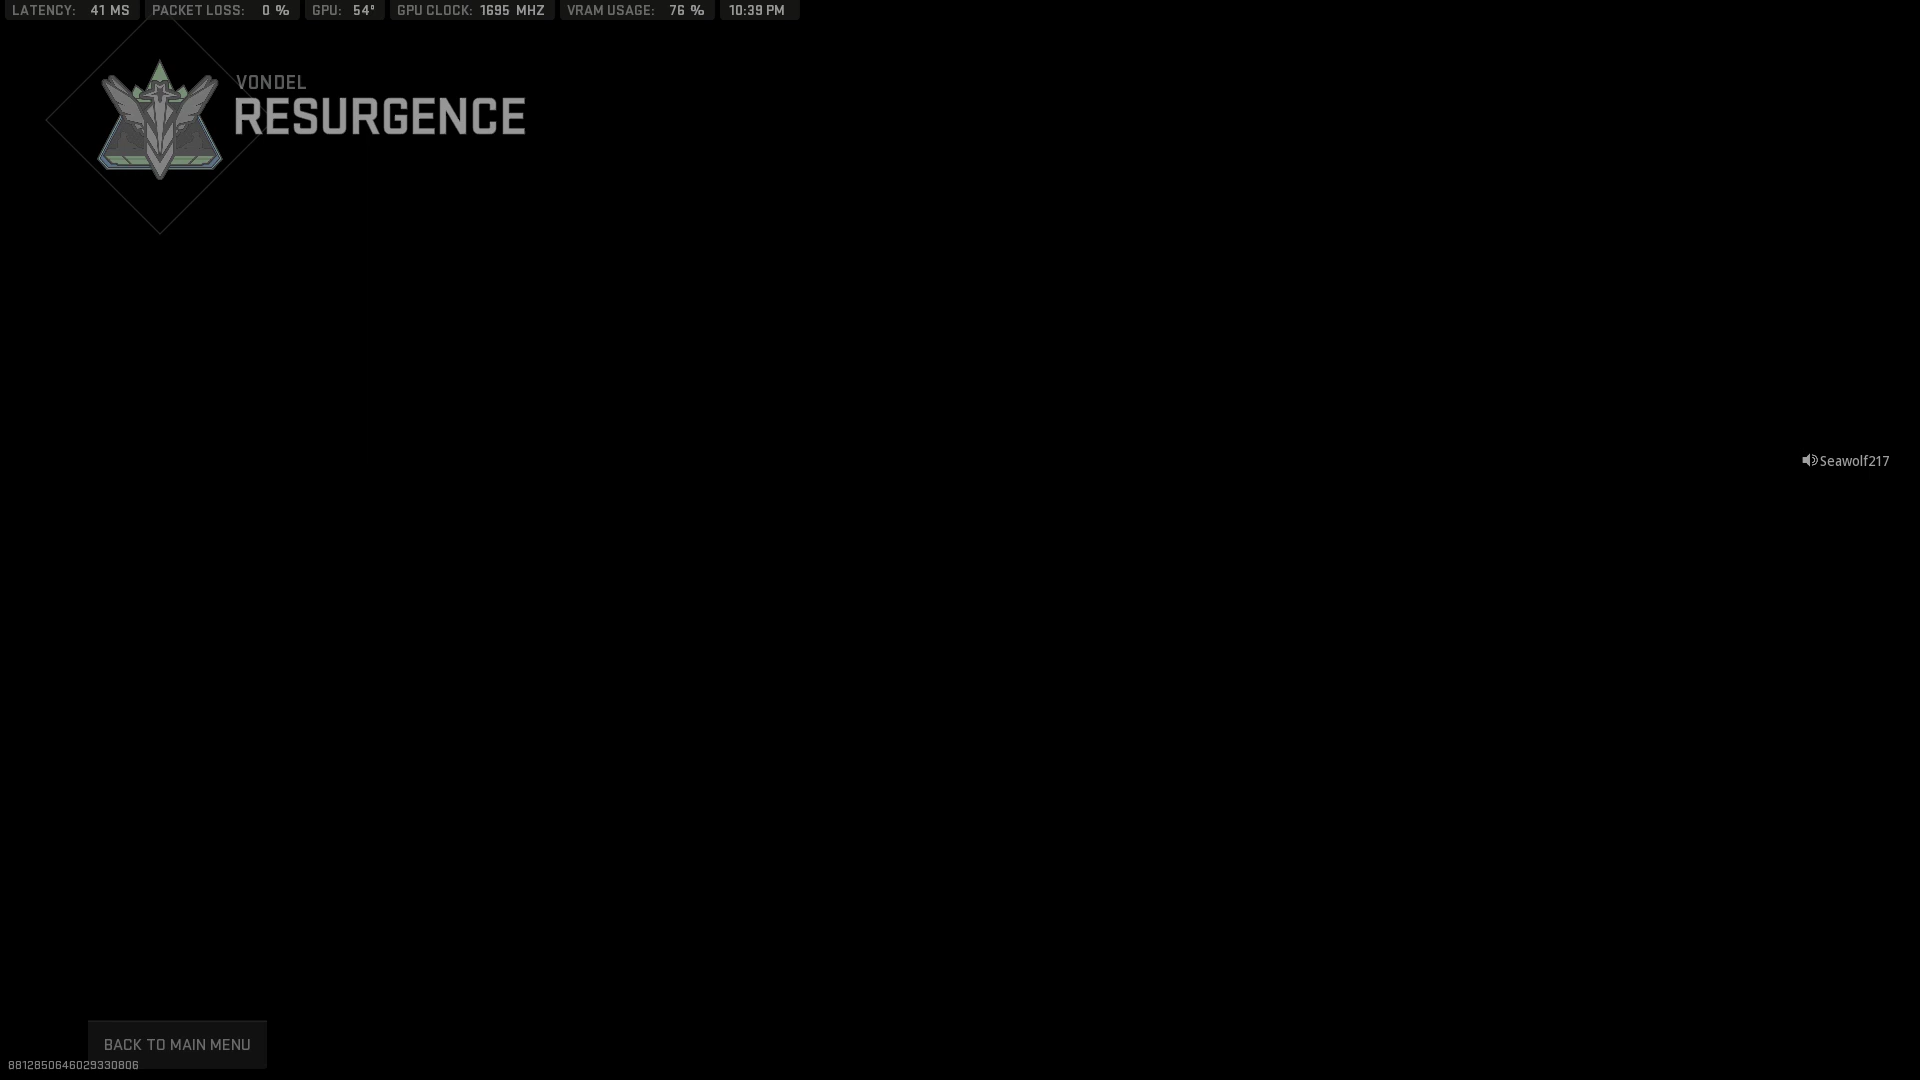 LATENCY: 41 MS PACKET LOSS: 0 % GPU: 54° GPU CLOCK: 1695 MHZ VRAM USAGE: 76 % 10:39 PM
VONDEL
RESURGENCE
Seawolf217
BACK TO MAIN MENU
8812850646029330806